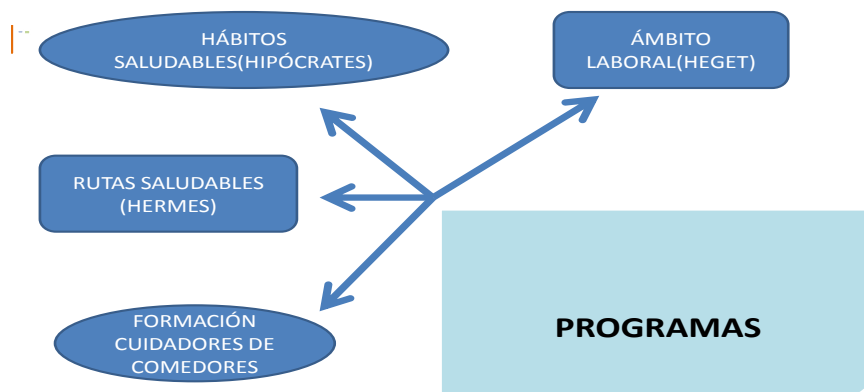 HÁBITOS
SALUDABLES(HIPÓCRATES)
ÁMBITO
LABORAL(HEGET)
RUTAS SALUDABLES
(HERMES)
FORMACIÓN
CUIDADORES DE
COMEDORES
PROGRAMAS